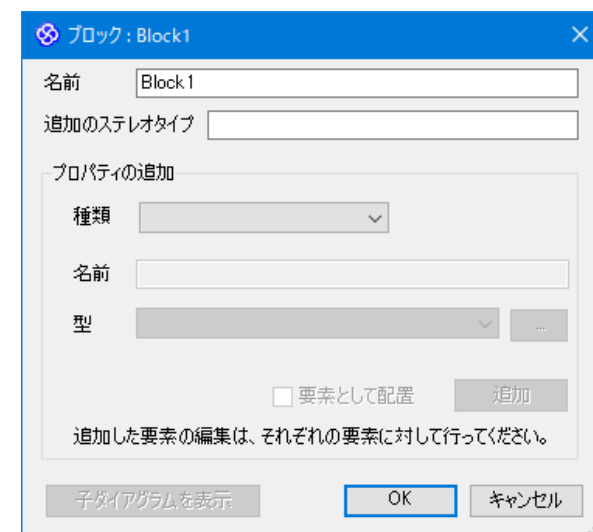 ブロック : Block1
名前 Block1
追加のステレオタイプ
プロパティの追加
種類
名前
型 ...
要素として配置 追加
追加した要素の編集は、それぞれの要素に対して行ってください。
子ダイアグラムを表示 OK キャンセル